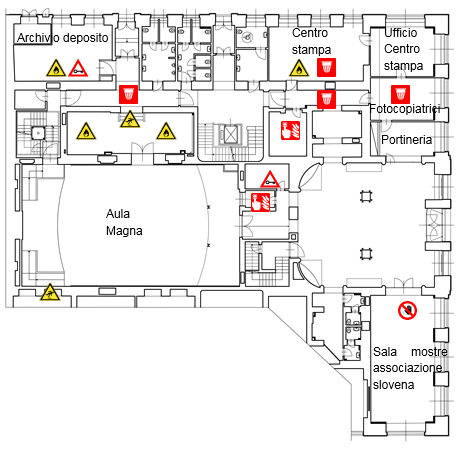 Archivio deposito
Centro
stampa
Ufficio
Centro
stampa
Fotocopiatrici
Portineria
Aula
Magna
Sala mostre
associazione
slovena